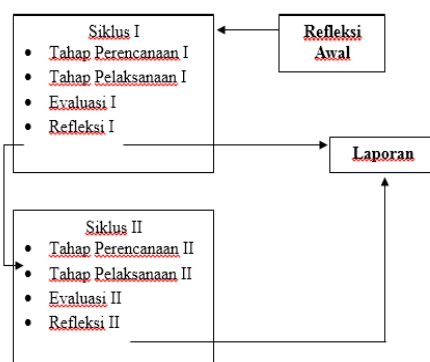 Siklus I
• Tahap Perencanaan I
• Tahap Pelaksanaan I
• Evaluasi I
• Refleksi I
Refleksi
Awal
Laporan
Siklus II
• Tahap Perencanaan II
• Tahap Pelaksanaan II
• Evaluasi II
• Refleksi II